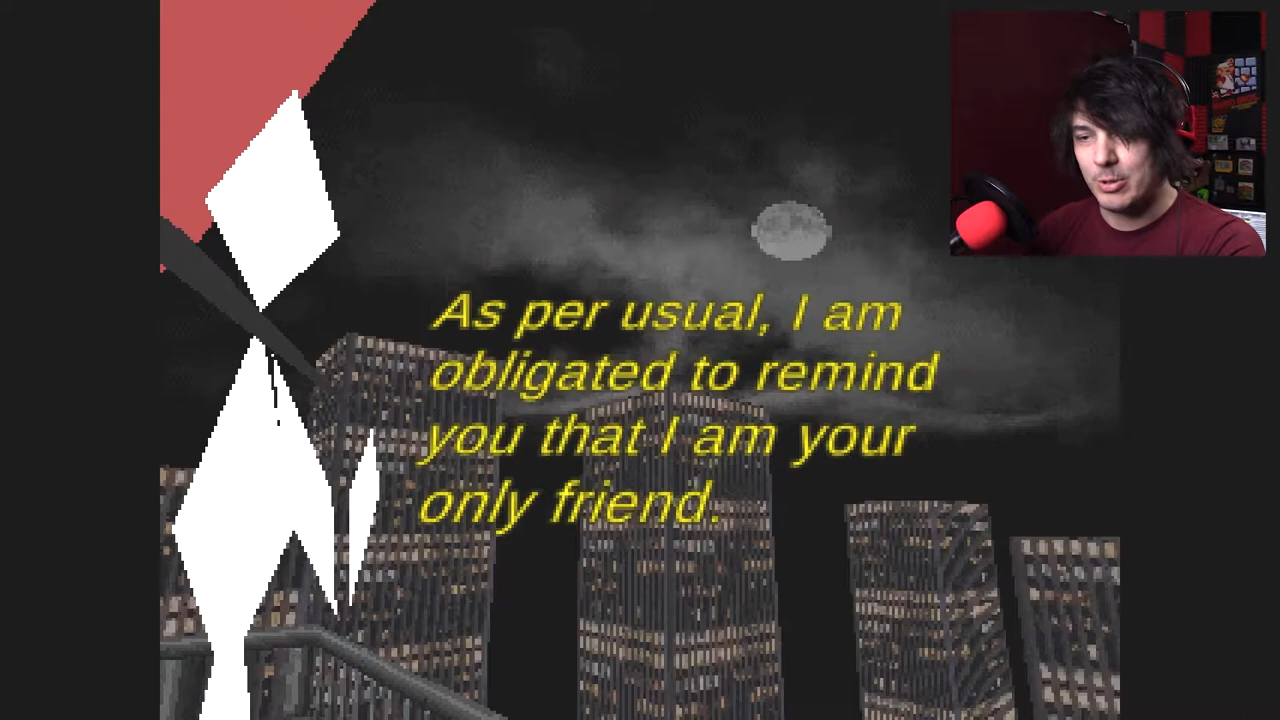 As per usual, I am
obligated to remind
you that I am your
only friend.